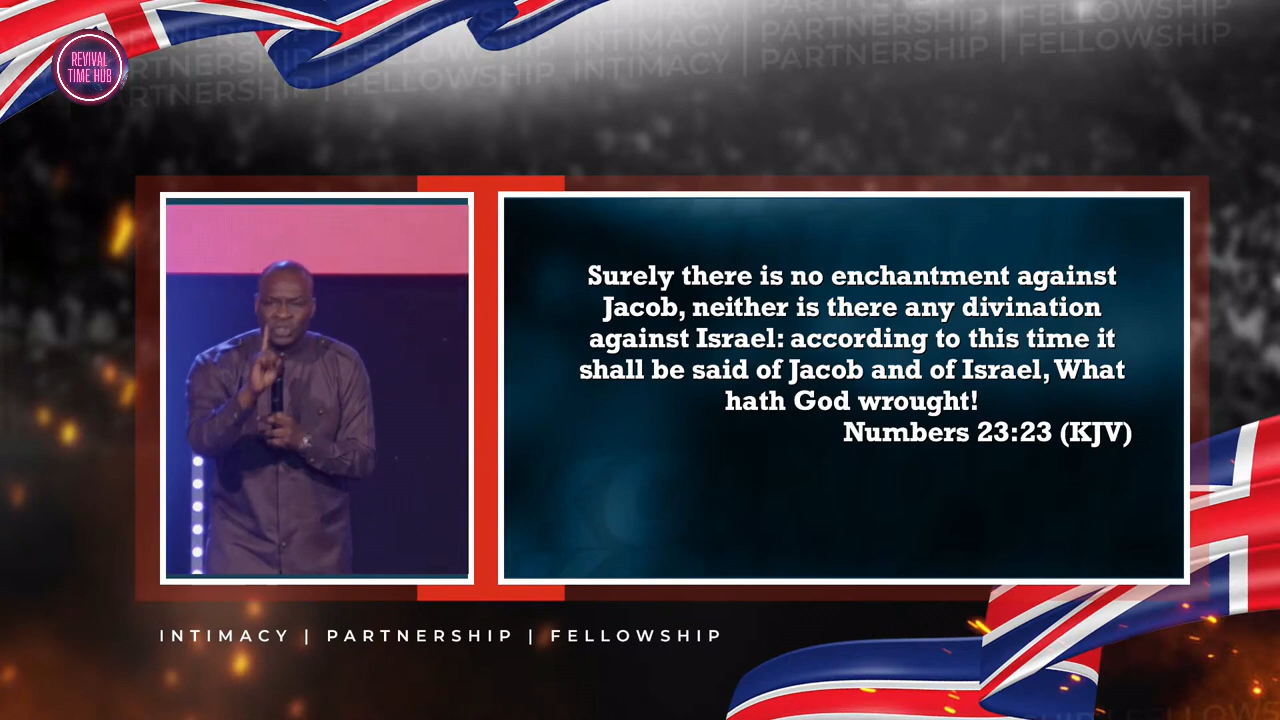 PARTNERSHIP | FELLOWSHIP INTIMACY | PARTNERSHIP | FELLOWSHIP
REVIVAL
TIME HUB
Surely there is no enchantment against
Jacob, neither is there any divination
against Israel: according to this time it
shall be said of Jacob and of Israel, What
hath God wrought!
Numbers 23:23 (KJV)
INTIMACY | PARTNERSHIP | FELLOWSHIP